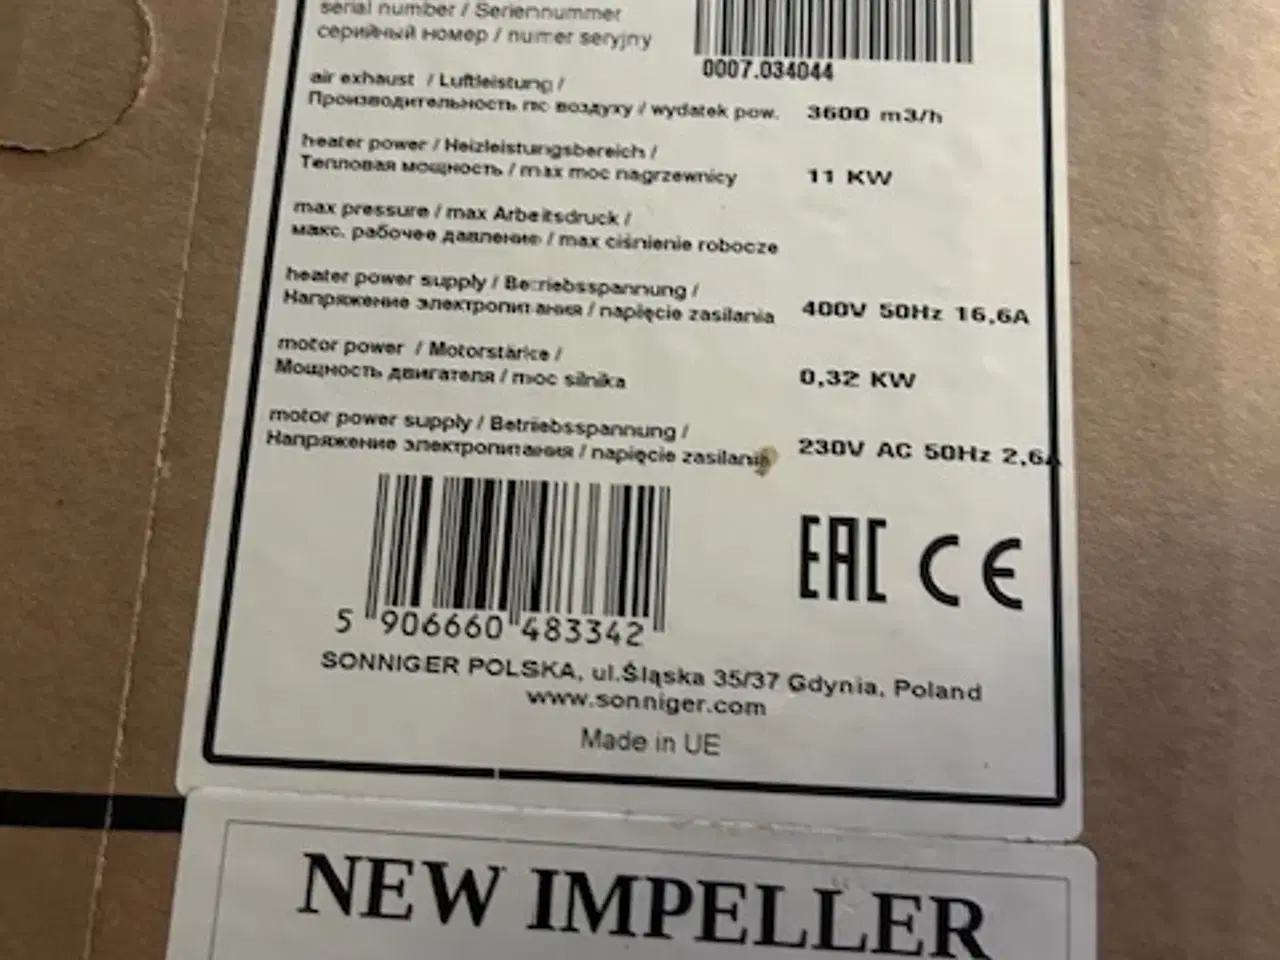 serial number / Seriennummer
серийный номер / numer seryjny
0007.034044
air exhaust / Luftleistung /
Производительность по воздуху / wydatek pow. 3600 m3/h
heater power / Heizleistungsbereich /
Тепловая мощность / max moc nagrzewnicy 11 KW
max pressure / max Arbeitsdruck /
макс. рабочее давление / max ciśnienie robocze
heater power supply / Betriebsspannung /
Напряжение электропитания / napięcie zasilania 400V 50Hz 16,6A
motor power / Motorstärke /
Мощность двигателя / moc silnika 0,32 KW
motor power supply / Betriebsspannung /
Напряжение электропитания / napięcie zasilania 230V AC 50Hz 2,6A
EAC CE
5 906660 483342
SONNIGER POLSKA, ul.Śląska 35/37 Gdynia, Poland
www.sonniger.com
Made in UE
NEW IMPELLER